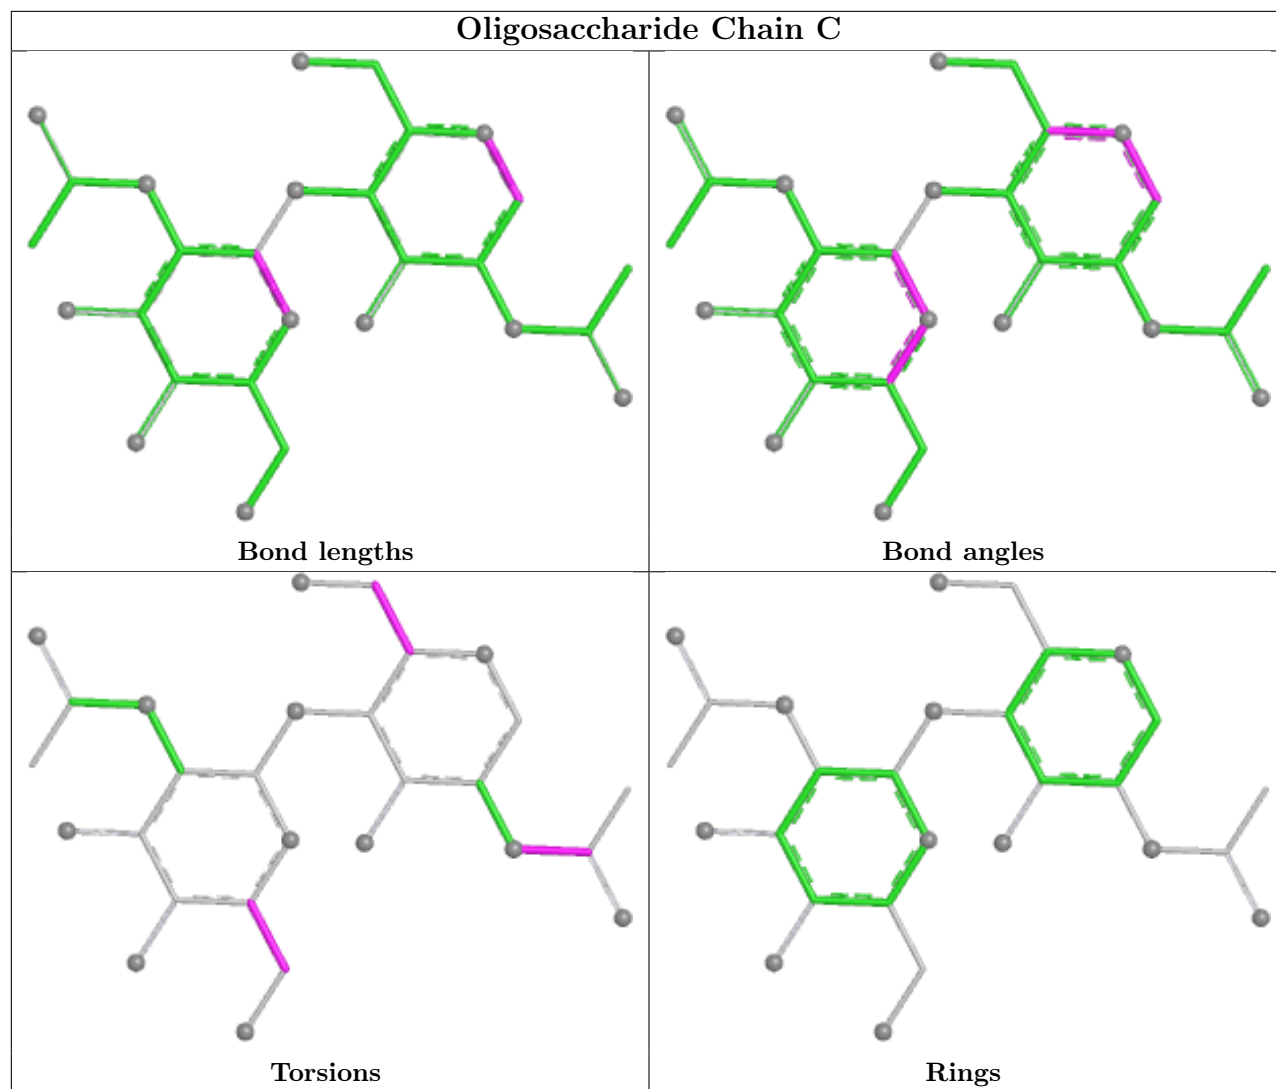 Oligosaccharide Chain C
Bond lengths
Bond angles
Torsions
Rings